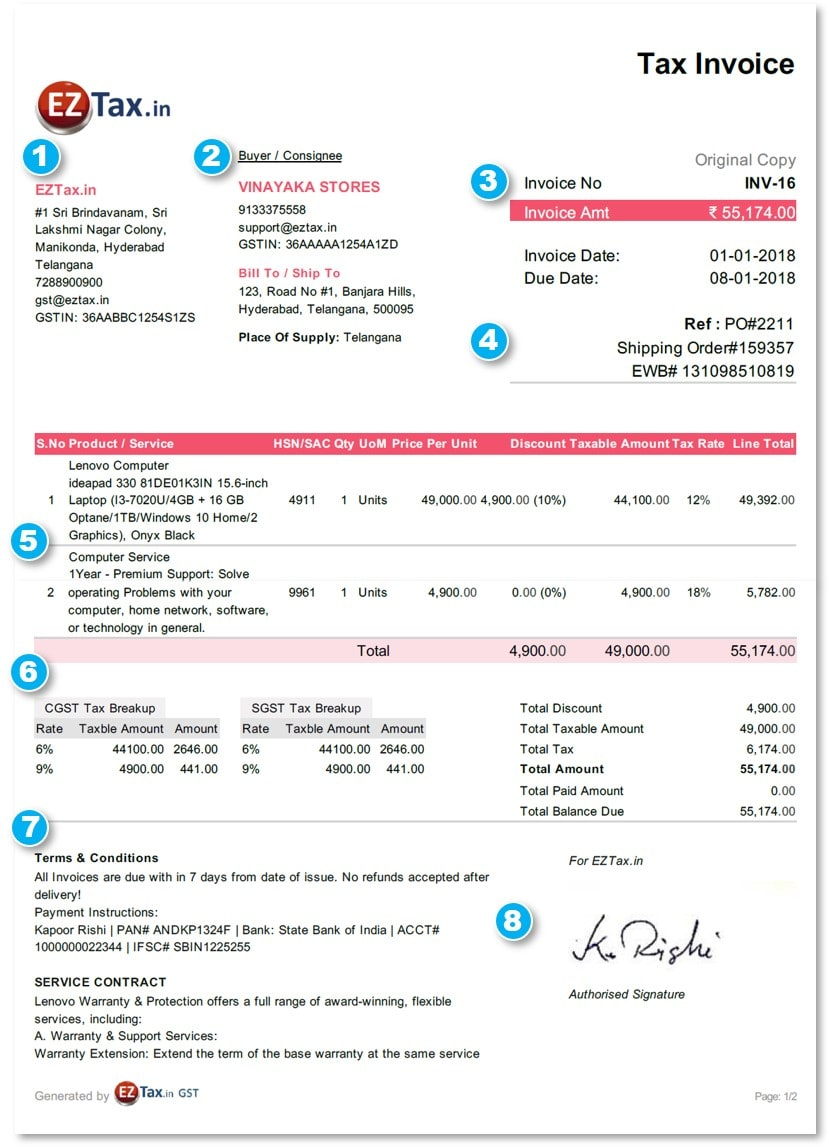 Tax Invoice
EZTax.in
1
EZTax.in
#1 Sri Brindavanam, Sri
Lakshmi Nagar Colony,
Manikonda, Hyderabad
Telangana
7288900900
gst@eztax.in
GSTIN: 36AABBC1254S1ZS
2
Buyer / Consignee
VINAYAKA STORES
9133375558
support@eztax.in
GSTIN: 36AAAAA1254A1ZD
Bill To / Ship To
123, Road No #1, Banjara Hills,
Hyderabad, Telangana, 500095
Place Of Supply: Telangana
Original Copy
3
Invoice No INV-16
Invoice Amt ₹ 55,174.00
Invoice Date: 01-01-2018
Due Date: 08-01-2018
4
Ref : PO#2211
Shipping Order#159357
EWB# 131098510819
S.No Product / Service HSN/SAC Qty UoM Price Per Unit Discount Taxable Amount Tax Rate Line Total
Lenovo Computer
ideapad 330 81DE01K3IN 15.6-inch
1 Laptop (I3-7020U/4GB + 16 GB 4911 1 Units 49,000.00 4,900.00 (10%) 44,100.00 12% 49,392.00
Optane/1TB/Windows 10 Home/2
Graphics), Onyx Black
5
Computer Service
1Year - Premium Support: Solve
2 operating Problems with your 9961 1 Units 4,900.00 0.00 (0%) 4,900.00 18% 5,782.00
computer, home network, software,
or technology in general.
Total 4,900.00 49,000.00 55,174.00
6
CGST Tax Breakup
Rate Taxble Amount Amount
6% 44100.00 2646.00
9% 4900.00 441.00
SGST Tax Breakup
Rate Taxble Amount Amount
6% 44100.00 2646.00
9% 4900.00 441.00
Total Discount 4,900.00
Total Taxable Amount 49,000.00
Total Tax 6,174.00
Total Amount 55,174.00
Total Paid Amount 0.00
Total Balance Due 55,174.00
7
Terms & Conditions
All Invoices are due with in 7 days from date of issue. No refunds accepted after
delivery!
Payment Instructions:
Kapoor Rishi | PAN# ANDKP1324F | Bank: State Bank of India | ACCT#
1000000022344 | IFSC# SBIN1225255
SERVICE CONTRACT
Lenovo Warranty & Protection offers a full range of award-winning, flexible
services, including:
A. Warranty & Support Services:
Warranty Extension: Extend the term of the base warranty at the same service
For EZTax.in
8
K. Rishi
Authorised Signature
Generated by EZTax.in GST
Page: 1/2